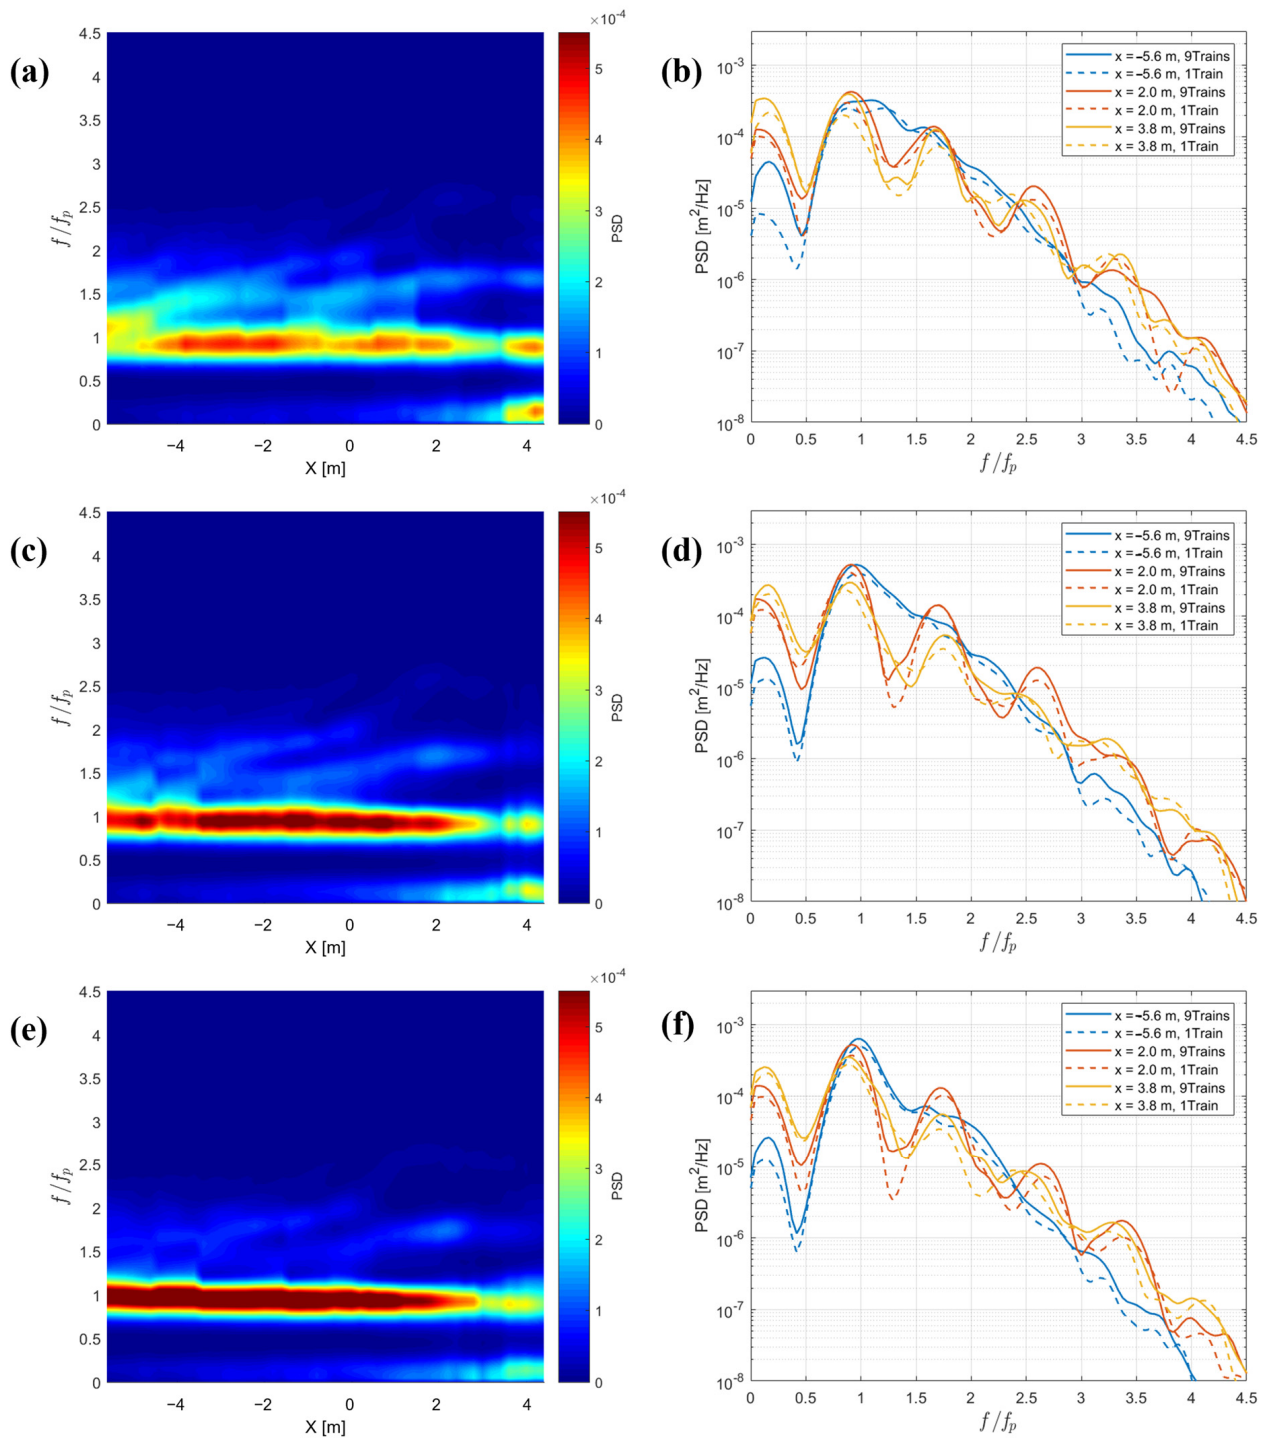 (a)
×10⁻⁴
4.5
4
3.5
3
2.5
2
1.5
1
0.5
0
f/fₚ
−4
−2
0
2
4
X [m]
5
4
3
2
1
0
PSD
(b)
10⁻³
10⁻⁴
10⁻⁵
10⁻⁶
10⁻⁷
10⁻⁸
PSD [m²/Hz]
x = −5.6 m, 9Trains
x = −5.6 m, 1Train
x = 2.0 m, 9Trains
x = 2.0 m, 1Train
x = 3.8 m, 9Trains
x = 3.8 m, 1Train
0 0.5 1 1.5 2 2.5 3 3.5 4 4.5
f/fₚ
(c)
×10⁻⁴
4.5
4
3.5
3
2.5
2
1.5
1
0.5
0
f/fₚ
−4
−2
0
2
4
X [m]
5
4
3
2
1
0
PSD
(d)
10⁻³
10⁻⁴
10⁻⁵
10⁻⁶
10⁻⁷
10⁻⁸
PSD [m²/Hz]
x = −5.6 m, 9Trains
x = −5.6 m, 1Train
x = 2.0 m, 9Trains
x = 2.0 m, 1Train
x = 3.8 m, 9Trains
x = 3.8 m, 1Train
0 0.5 1 1.5 2 2.5 3 3.5 4 4.5
f/fₚ
(e)
×10⁻⁴
4.5
4
3.5
3
2.5
2
1.5
1
0.5
0
f/fₚ
−4
−2
0
2
4
X [m]
5
4
3
2
1
0
PSD
(f)
10⁻³
10⁻⁴
10⁻⁵
10⁻⁶
10⁻⁷
10⁻⁸
PSD [m²/Hz]
x = −5.6 m, 9Trains
x = −5.6 m, 1Train
x = 2.0 m, 9Trains
x = 2.0 m, 1Train
x = 3.8 m, 9Trains
x = 3.8 m, 1Train
0 0.5 1 1.5 2 2.5 3 3.5 4 4.5
f/fₚ